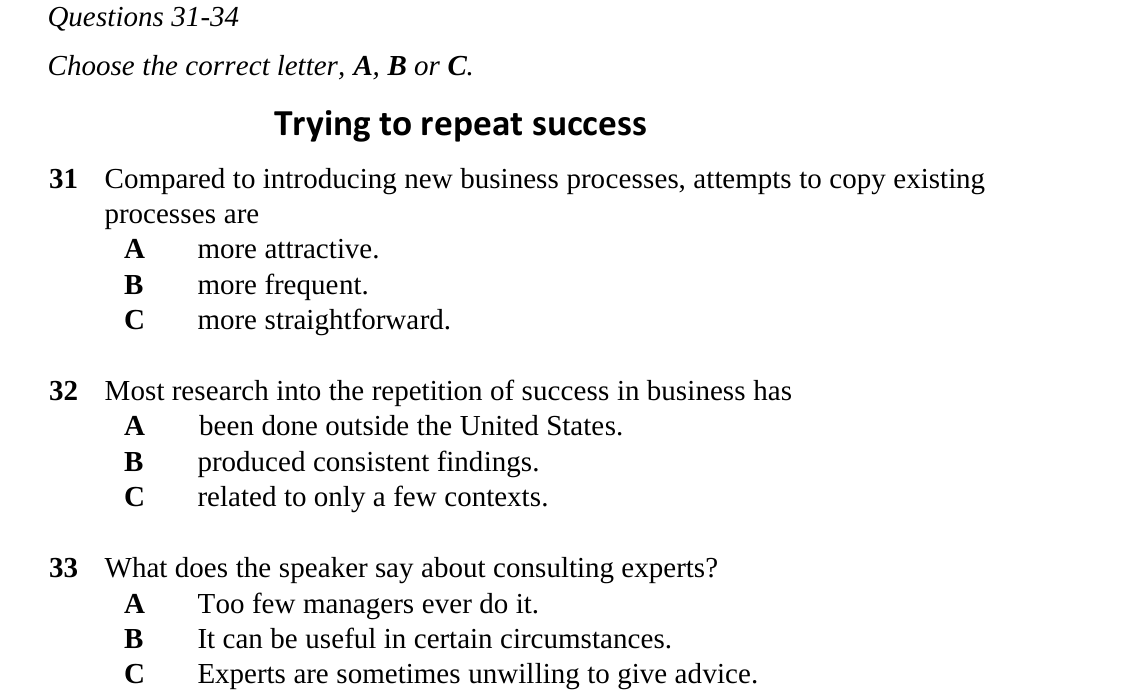 Questions 31-34
Choose the correct letter, A, B or C.
Trying to repeat success
31 Compared to introducing new business processes, attempts to copy existing
processes are
A more attractive.
B more frequent.
C more straightforward.
32 Most research into the repetition of success in business has
A been done outside the United States.
B produced consistent findings.
C related to only a few contexts.
33 What does the speaker say about consulting experts?
A Too few managers ever do it.
B It can be useful in certain circumstances.
C Experts are sometimes unwilling to give advice.